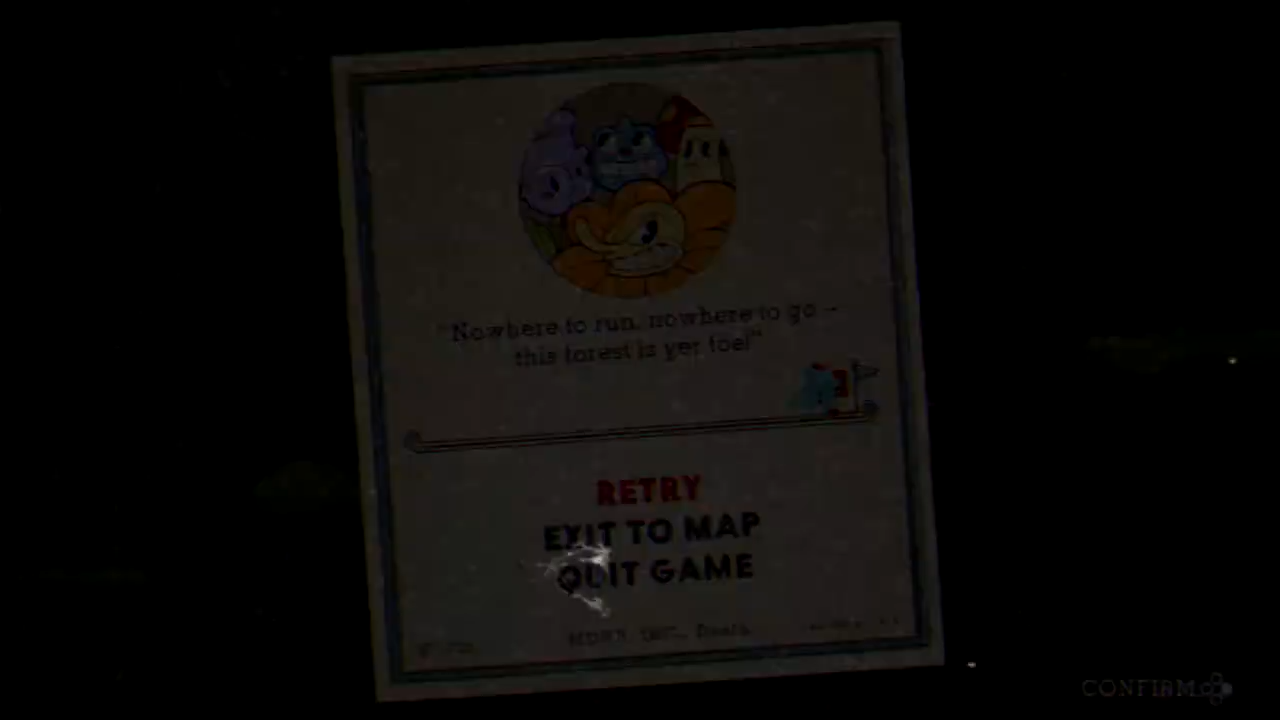 "Nowhere to run, nowhere to go –
this forest is yer foe!"
RETRY
EXIT TO MAP
QUIT GAME
CONFIRM